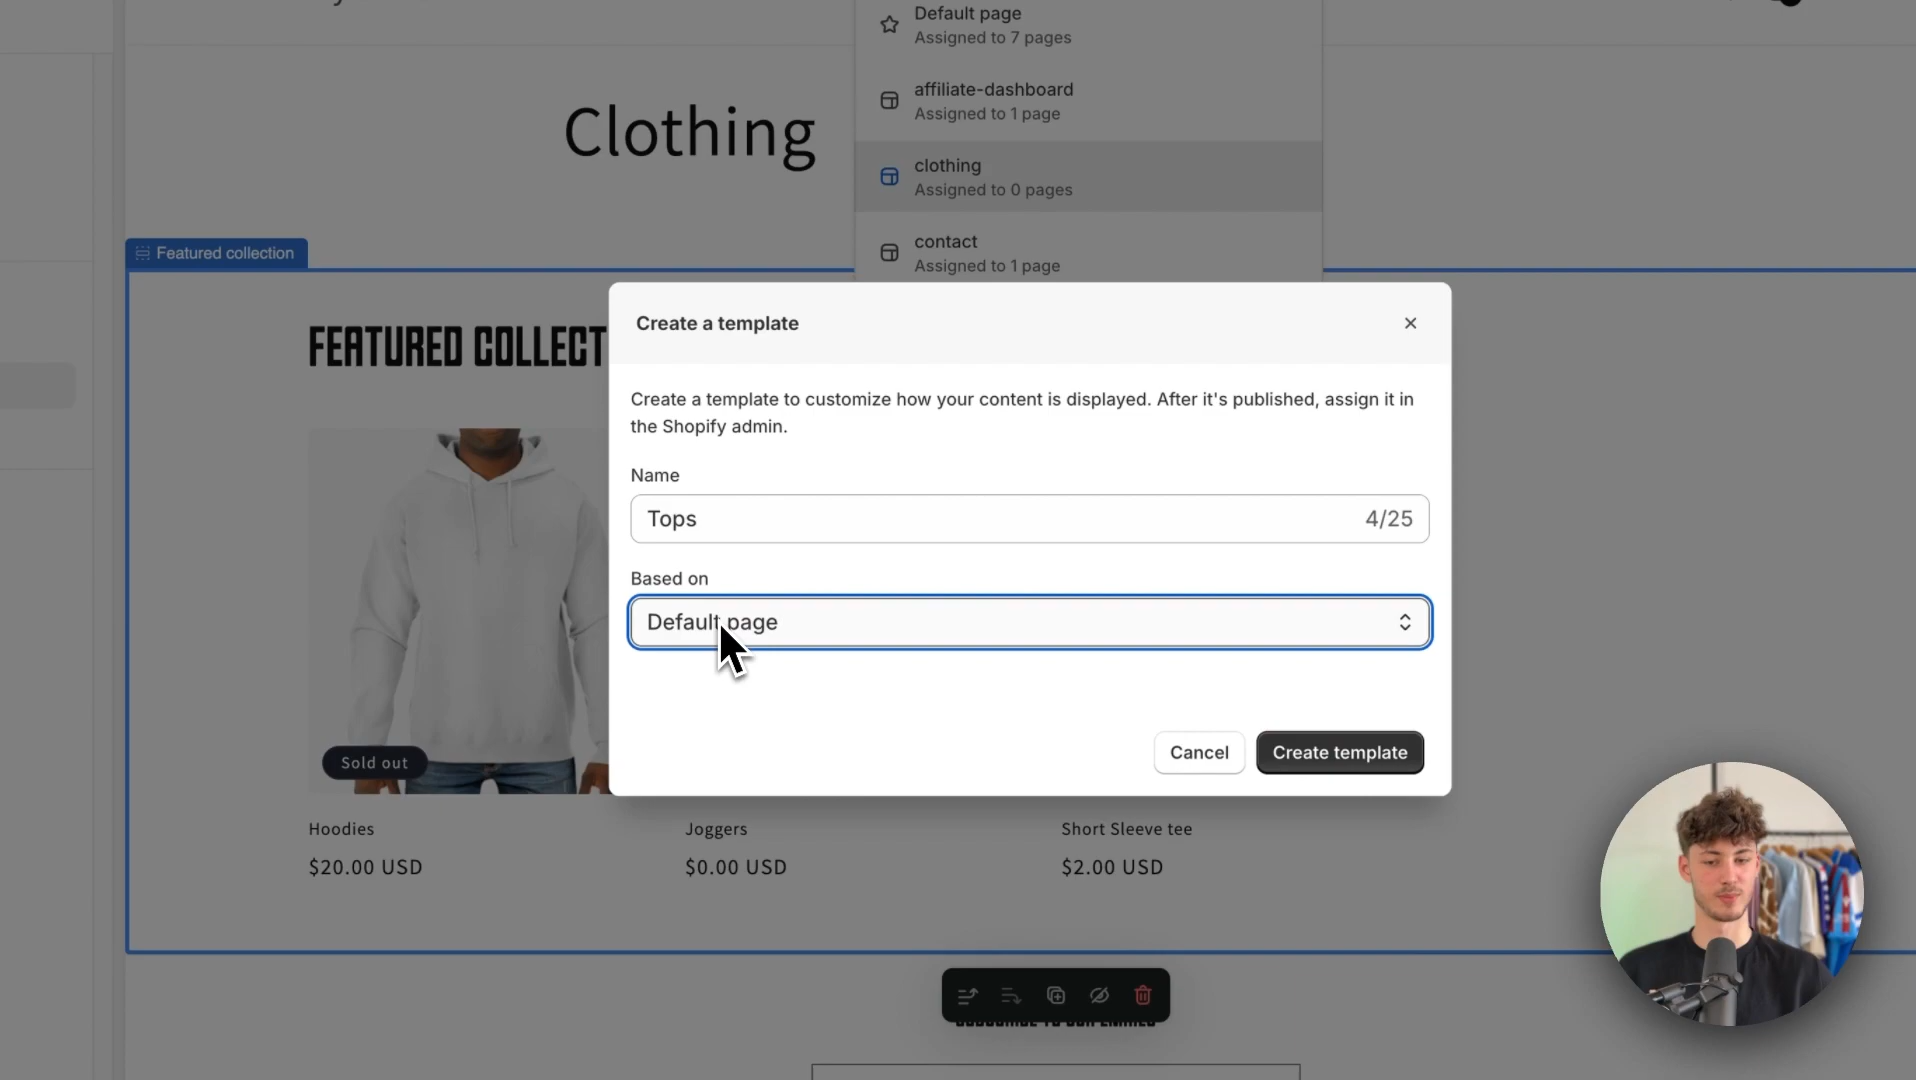 Default page
Assigned to 7 pages
affiliate-dashboard
Assigned to 1 page
Clothing
clothing
Assigned to 0 pages
contact
Assigned to 1 page
Featured collection
FEATURED COLLECT
Create a template
Create a template to customize how your content is displayed. After it's published, assign it in
the Shopify admin.
Name
Tops 4/25
Based on
Default page
Cancel Create template
Sold out
Hoodies Joggers Short Sleeve tee
$20.00 USD $0.00 USD $2.00 USD